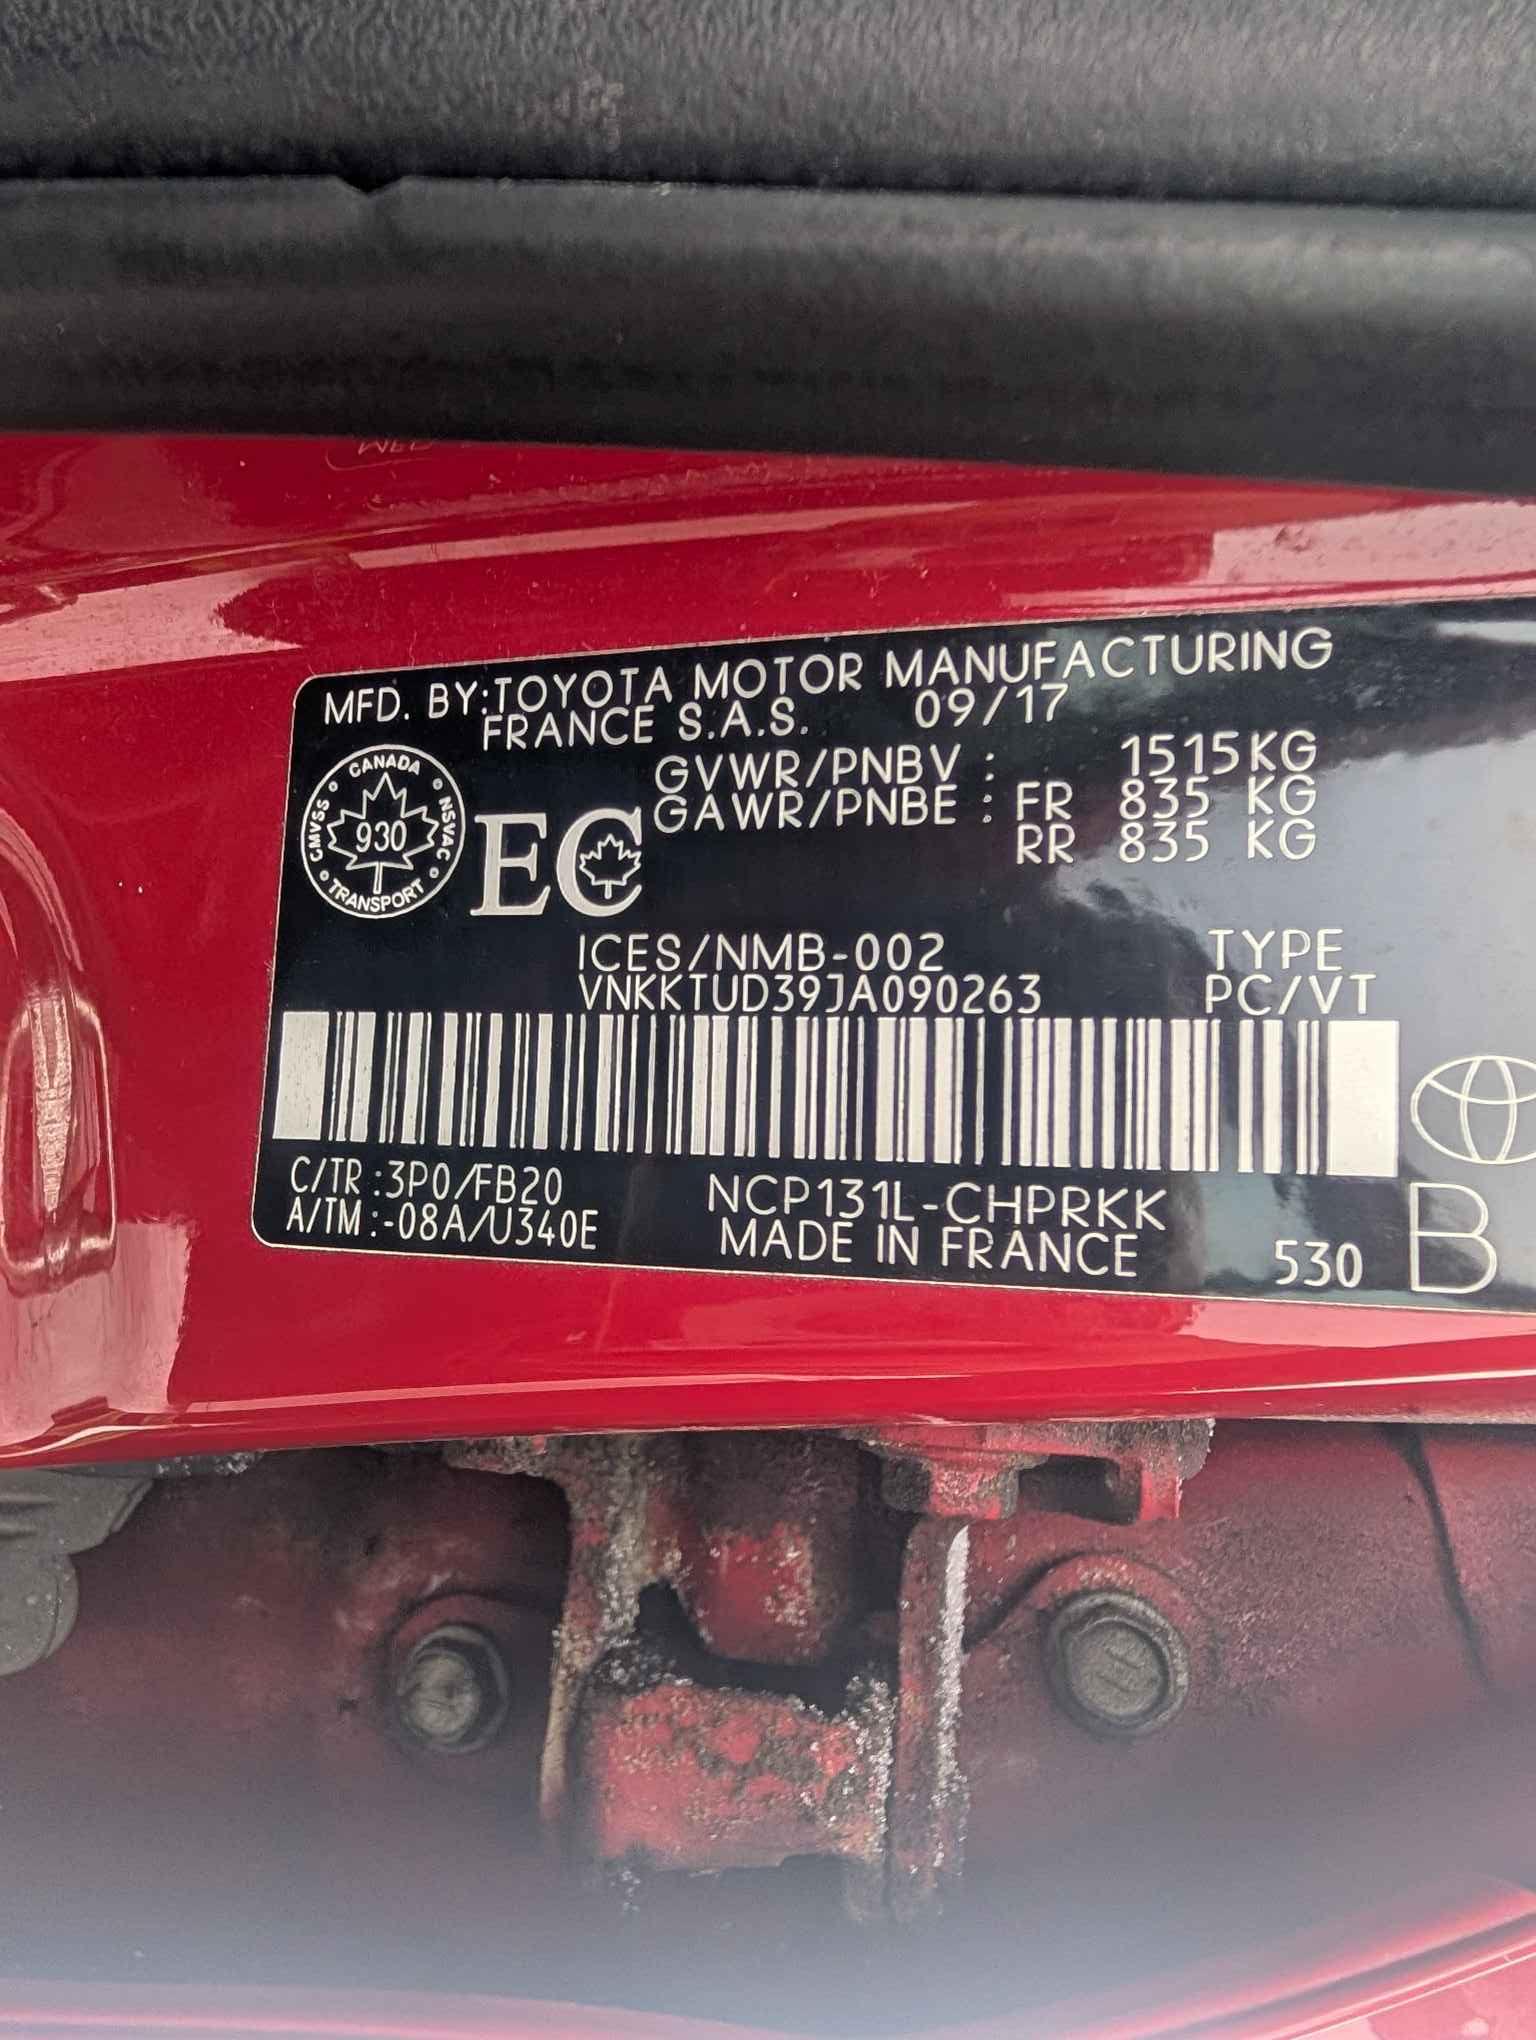 MFD. BY:TOYOTA MOTOR MANUFACTURING
FRANCE S.A.S. 09/17
GVWR/PNBV : 1515KG
GAWR/PNBE : FR 835 KG
RR 835 KG
CANADA
CMVSS 930 NSVAC
TRANSPORT
EC
ICES/NMB-002 TYPE
VNKKTUD39JA090263 PC/VT
C/TR :3P0/FB20
A/TM :-08A/U340E
NCP131L-CHPRKK
MADE IN FRANCE
530 B